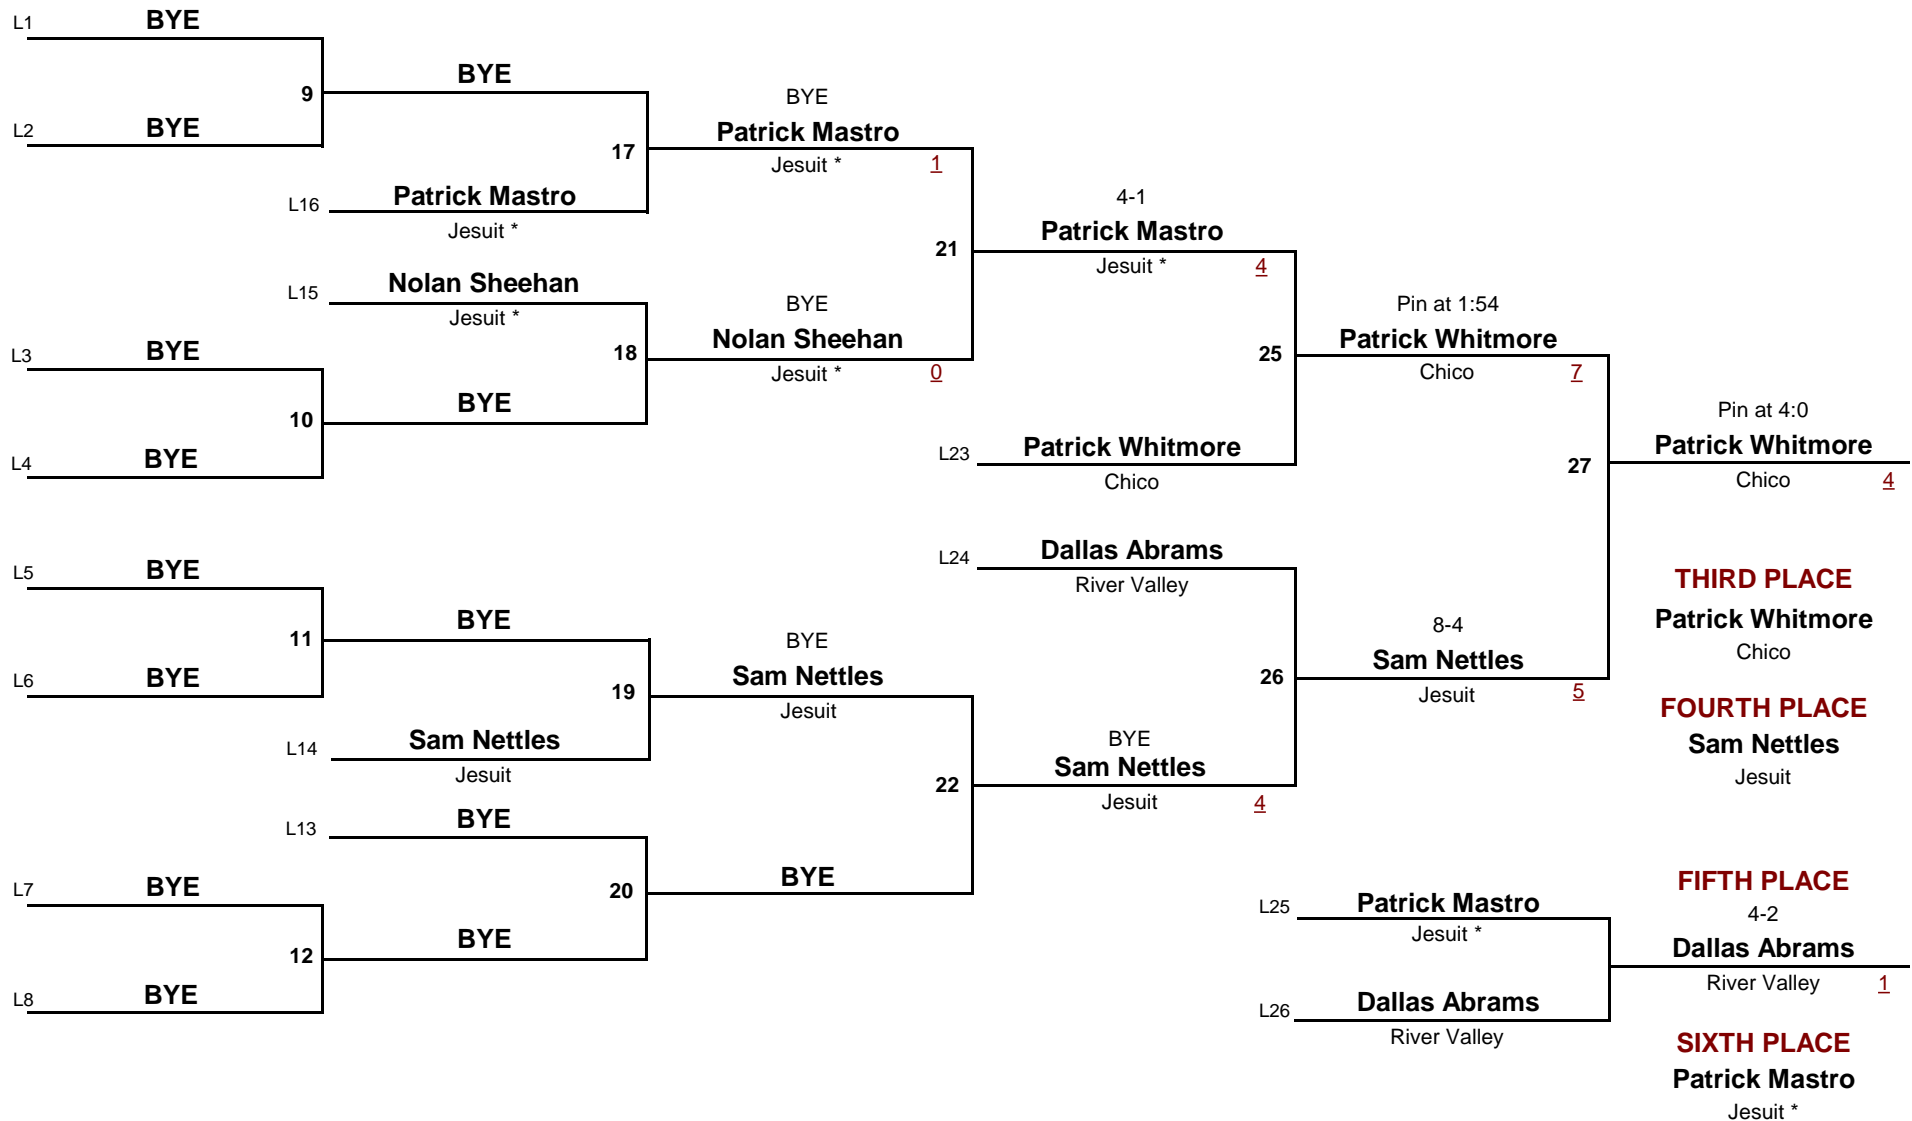 L1
BYE
9
L2
BYE
BYE
17
L16
Patrick Mastro
Jesuit *
BYE
Patrick Mastro
Jesuit *
1
L15
Nolan Sheehan
Jesuit *
18
L3
BYE
10
L4
BYE
BYE
BYE
Nolan Sheehan
Jesuit *
0
21
4-1
Patrick Mastro
Jesuit *
4
25
L23
Patrick Whitmore
Chico
Pin at 1:54
Patrick Whitmore
Chico
7
27
Pin at 4:0
Patrick Whitmore
Chico
4
L5
BYE
11
L6
BYE
BYE
19
L14
Sam Nettles
Jesuit
BYE
Sam Nettles
Jesuit
22
L13
BYE
20
L7
BYE
12
L8
BYE
BYE
BYE
L24
Dallas Abrams
River Valley
26
BYE
Sam Nettles
Jesuit
4
8-4
Sam Nettles
Jesuit
5
THIRD PLACE
Patrick Whitmore
Chico
FOURTH PLACE
Sam Nettles
Jesuit
L25
Patrick Mastro
Jesuit *
L26
Dallas Abrams
River Valley
FIFTH PLACE
4-2
Dallas Abrams
River Valley
1
SIXTH PLACE
Patrick Mastro
Jesuit *